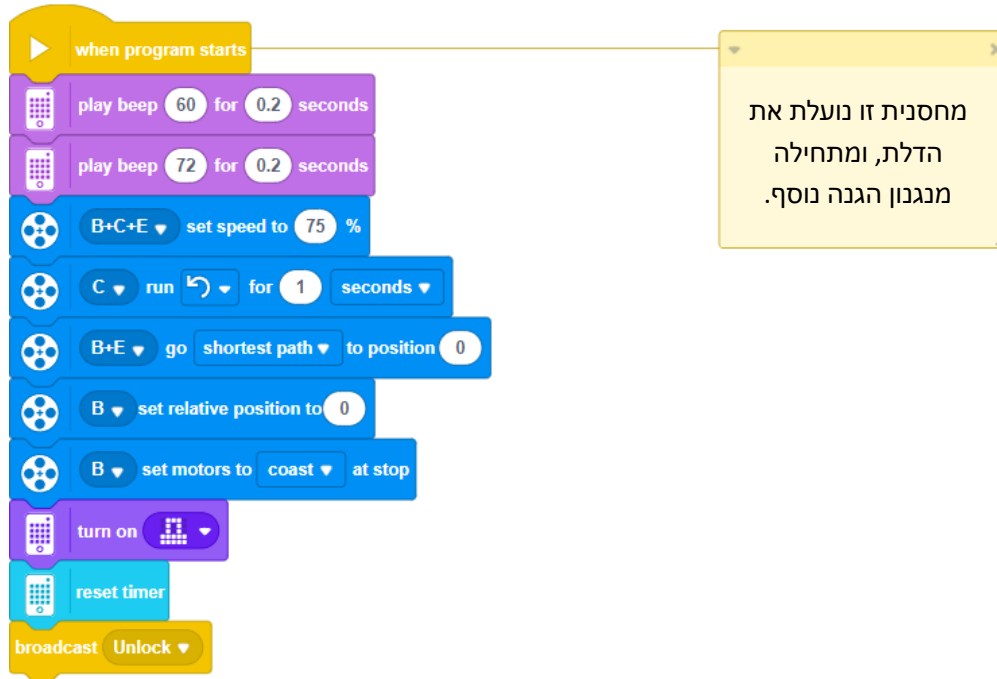 when program starts
play beep 60 for 0.2 seconds
play beep 72 for 0.2 seconds
B+C+E set speed to 75 %
C run for 1 seconds
B+E go shortest path to position 0
B set relative position to 0
B set motors to coast at stop
turn on
reset timer
broadcast Unlock
מחסנית זו נועלת את
הדלת, ומתחילה
מנגנון הגנה נוסף.